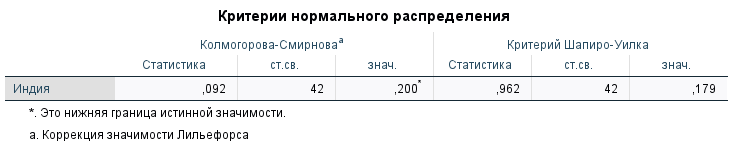 Критерии нормального распределения
Колмогорова-Смирновa Критерий Шапиро-Уилка
Статистика ст.св. знач. Статистика ст.св. знач.
Индия ,092 42 ,200* ,962 42 ,179
*. Это нижняя граница истинной значимости.
a. Коррекция значимости Лильефорса